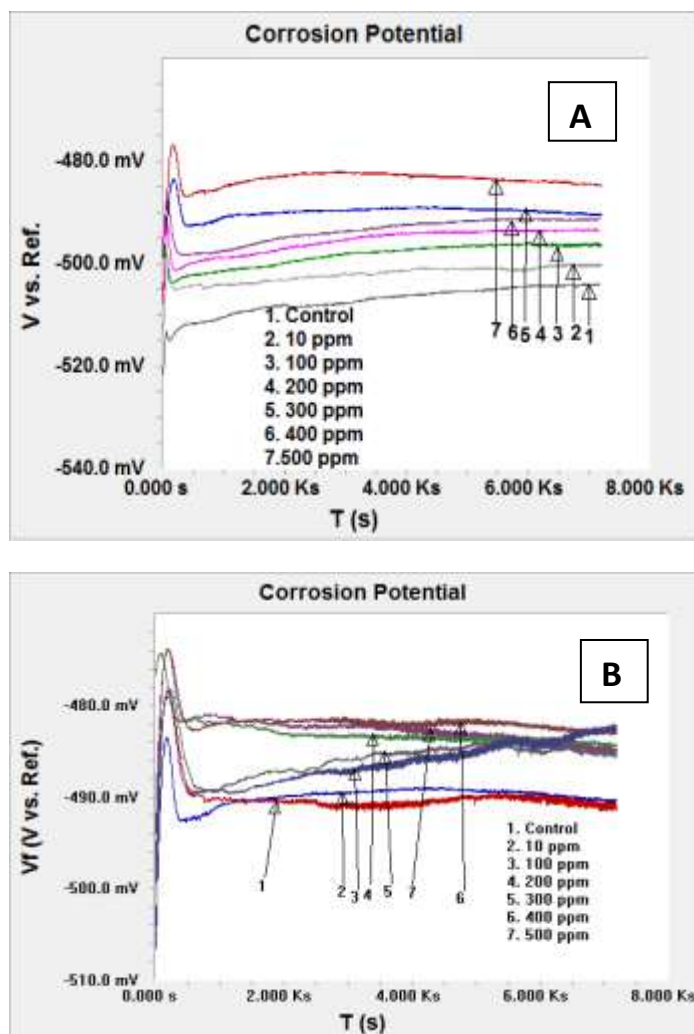 Corrosion Potential
A
-480.0 mV
-500.0 mV
-520.0 mV
-540.0 mV
V vs. Ref.
7 6 5 4 3 2 1
1. Control
2. 10 ppm
3. 100 ppm
4. 200 ppm
5. 300 ppm
6. 400 ppm
7.500 ppm
0.000 s 2.000 Ks 4.000 Ks 6.000 Ks 8.000 Ks
T (s)
Corrosion Potential
B
-480.0 mV
-490.0 mV
-500.0 mV
-510.0 mV
Vf (V vs. Ref.)
1 2 3 4 5 7 6
1. Control
2. 10 ppm
3. 100 ppm
4. 200 ppm
5. 300 ppm
6. 400 ppm
7. 500 ppm
0.000 s 2.000 Ks 4.000 Ks 6.000 Ks 8.000 Ks
T (s)